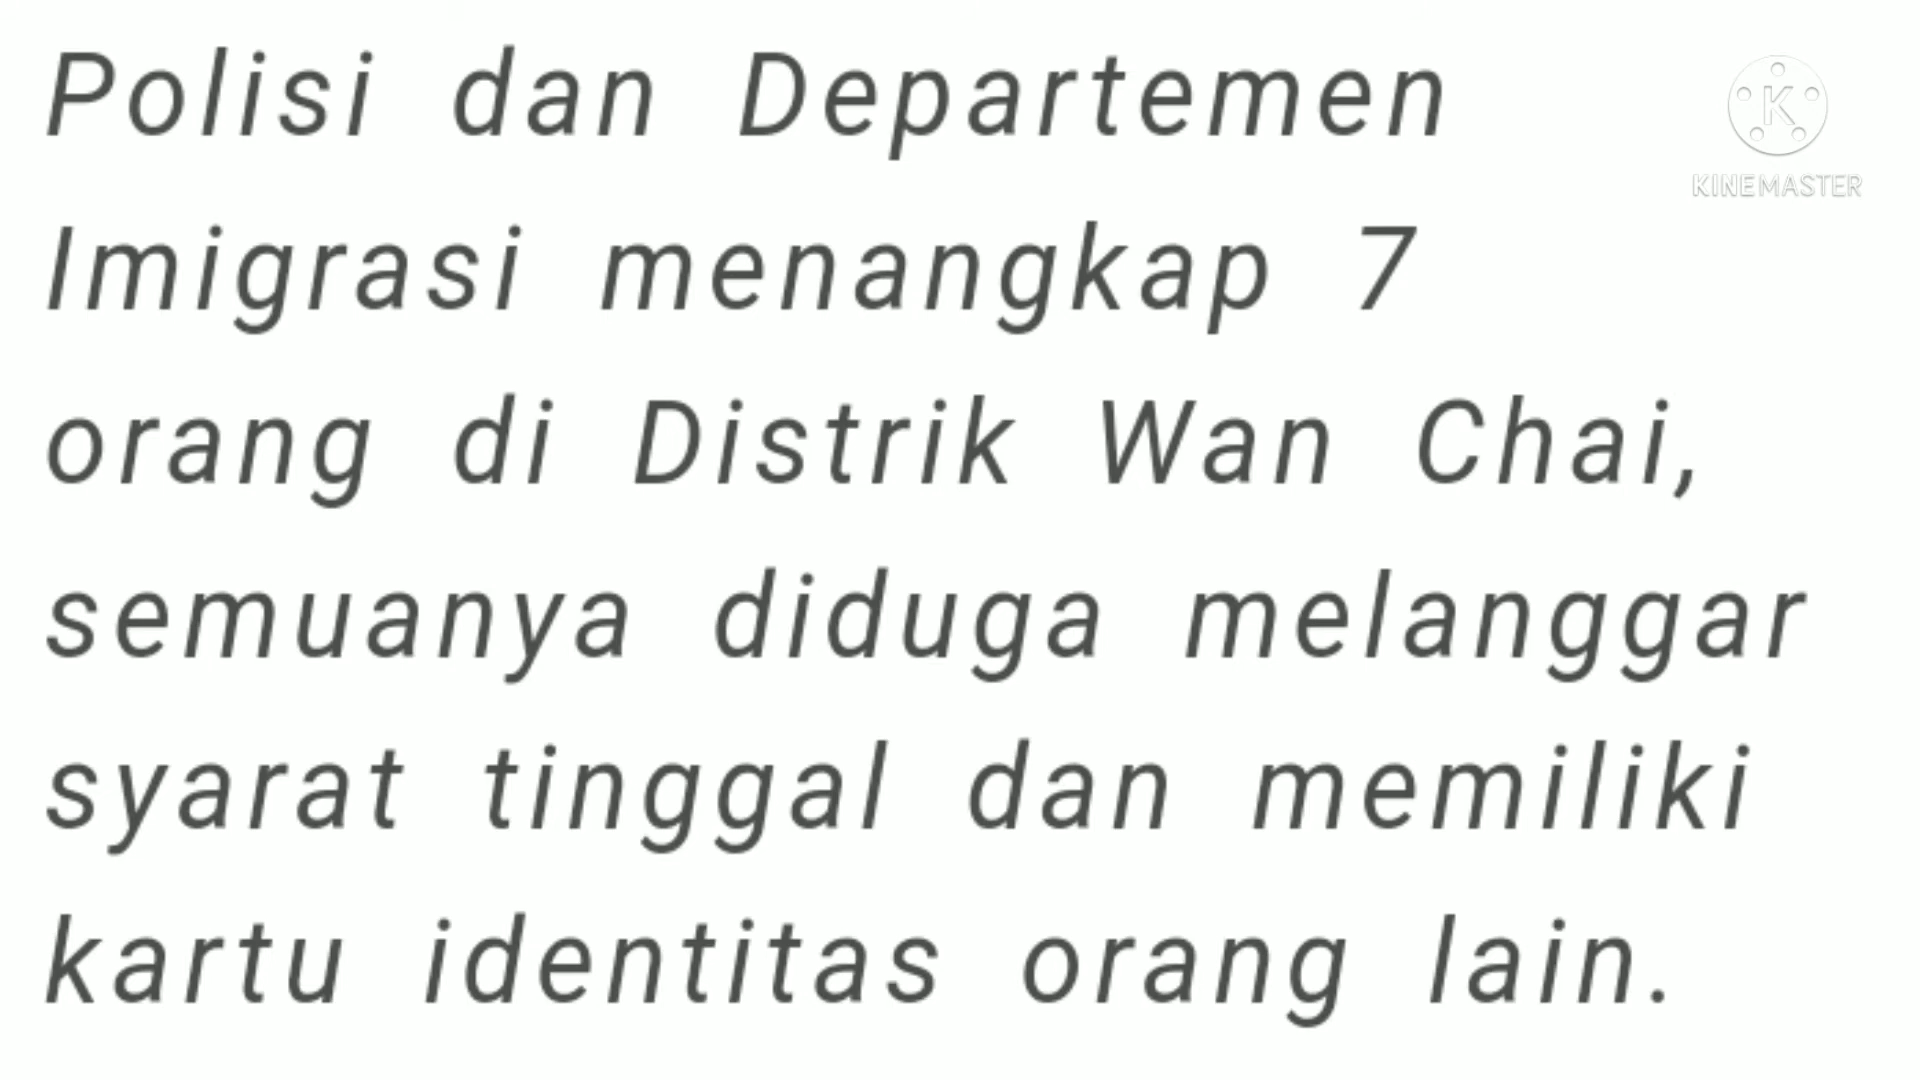 Polisi dan Departemen
Imigrasi menangkap 7
orang di Distrik Wan Chai,
semuanya diduga melanggar
syarat tinggal dan memiliki
kartu identitas orang lain.
K
KINEMASTER